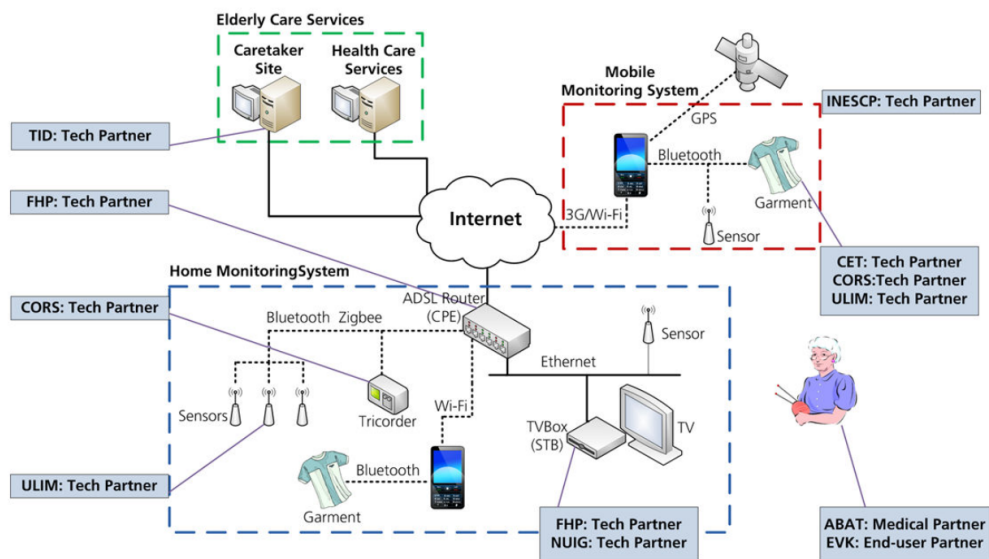 Elderly Care Services
Caretaker
Site
Health Care
Services
Mobile
Monitoring System
GPS
INESCP: Tech Partner
TID: Tech Partner
Bluetooth
Garment
FHP: Tech Partner
Internet
3G/Wi-Fi
Sensor
CET: Tech Partner
CORS:Tech Partner
ULIM: Tech Partner
Home MonitoringSystem
ADSL Router
(CPE)
CORS: Tech Partner
Bluetooth Zigbee
Sensor
Ethernet
Sensors
Tricorder
Wi-Fi
TVBox
(STB)
TV
Bluetooth
ULIM: Tech Partner
Garment
FHP: Tech Partner
NUIG: Tech Partner
ABAT: Medical Partner
EVK: End-user Partner